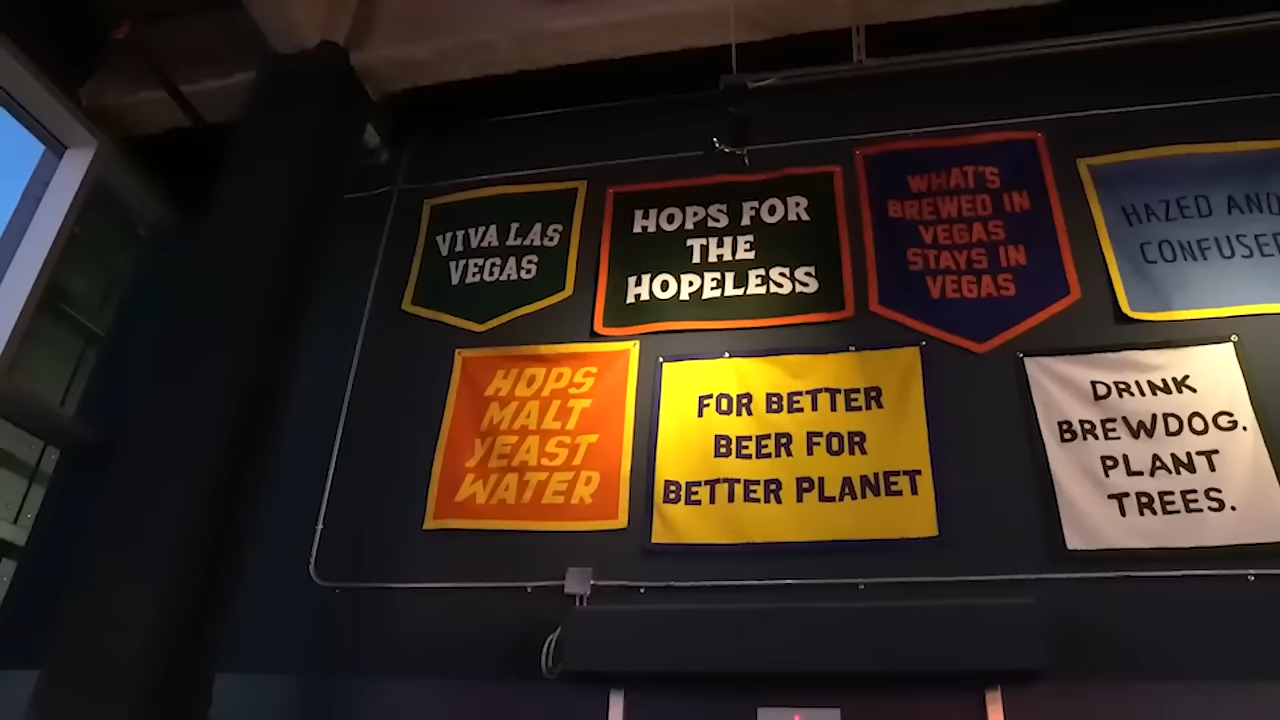 VIVA LAS
VEGAS
HOPS FOR
THE
HOPELESS
WHAT'S
BREWED IN
VEGAS
STAYS IN
VEGAS
HAZED AND
CONFUSED
HOPS
MALT
YEAST
WATER
FOR BETTER
BEER FOR
BETTER PLANET
DRINK
BREWDOG.
PLANT
TREES.